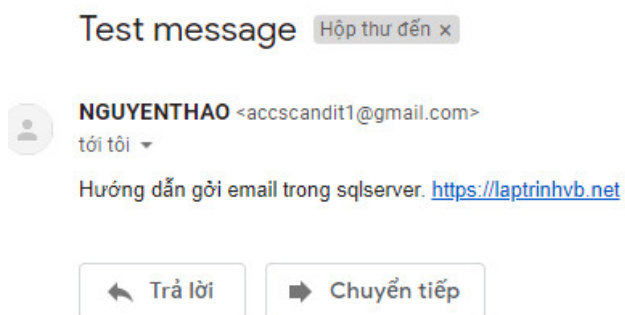 Test message Hộp thư đến x
NGUYENTHAO <accscandit1@gmail.com>
tới tôi
Hướng dẫn gởi email trong sqlserver. https://laptrinhvb.net
Trả lời Chuyển tiếp